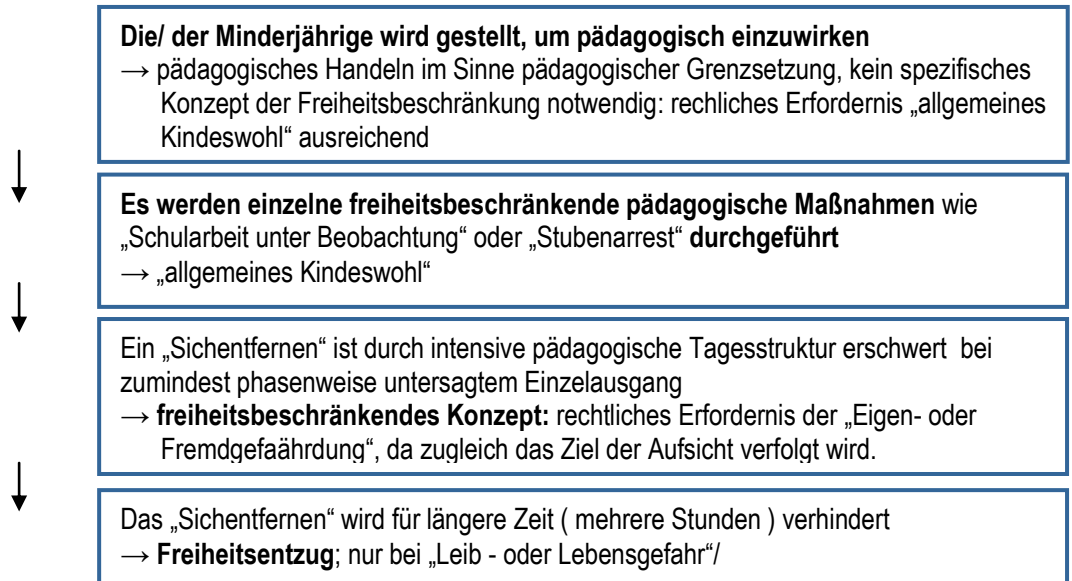 Die/ der Minderjährige wird gestellt, um pädagogisch einzuwirken
→ pädagogisches Handeln im Sinne pädagogischer Grenzsetzung, kein spezifisches
Konzept der Freiheitsbeschränkung notwendig: rechliches Erfordernis „allgemeines
Kindeswohl“ ausreichend
Es werden einzelne freiheitsbeschränkende pädagogische Maßnahmen wie
„Schularbeit unter Beobachtung“ oder „Stubenarrest“ durchgeführt
→ „allgemeines Kindeswohl“
Ein „Sichentfernen“ ist durch intensive pädagogische Tagesstruktur erschwert bei
zumindest phasenweise untersagtem Einzelausgang
→ freiheitsbeschränkendes Konzept: rechtliches Erfordernis der „Eigen- oder
Fremdgefaährdung“, da zugleich das Ziel der Aufsicht verfolgt wird.
Das „Sichentfernen“ wird für längere Zeit ( mehrere Stunden ) verhindert
→ Freiheitsentzug; nur bei „Leib - oder Lebensgefahr“/